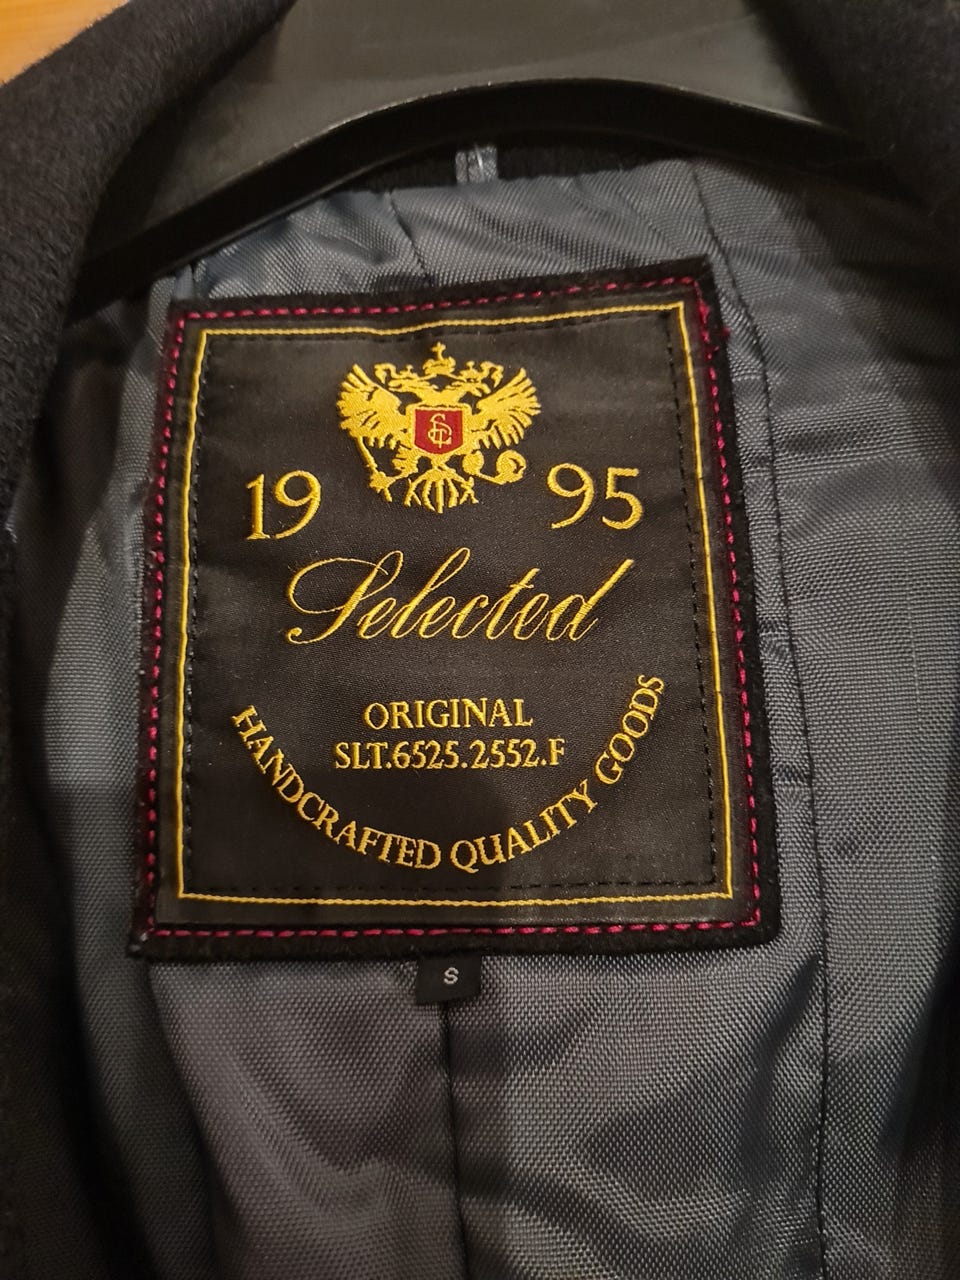 19 95
Selected
ORIGINAL
SLT.6525.2552.F
HANDCRAFTED QUALITY GOODS
S